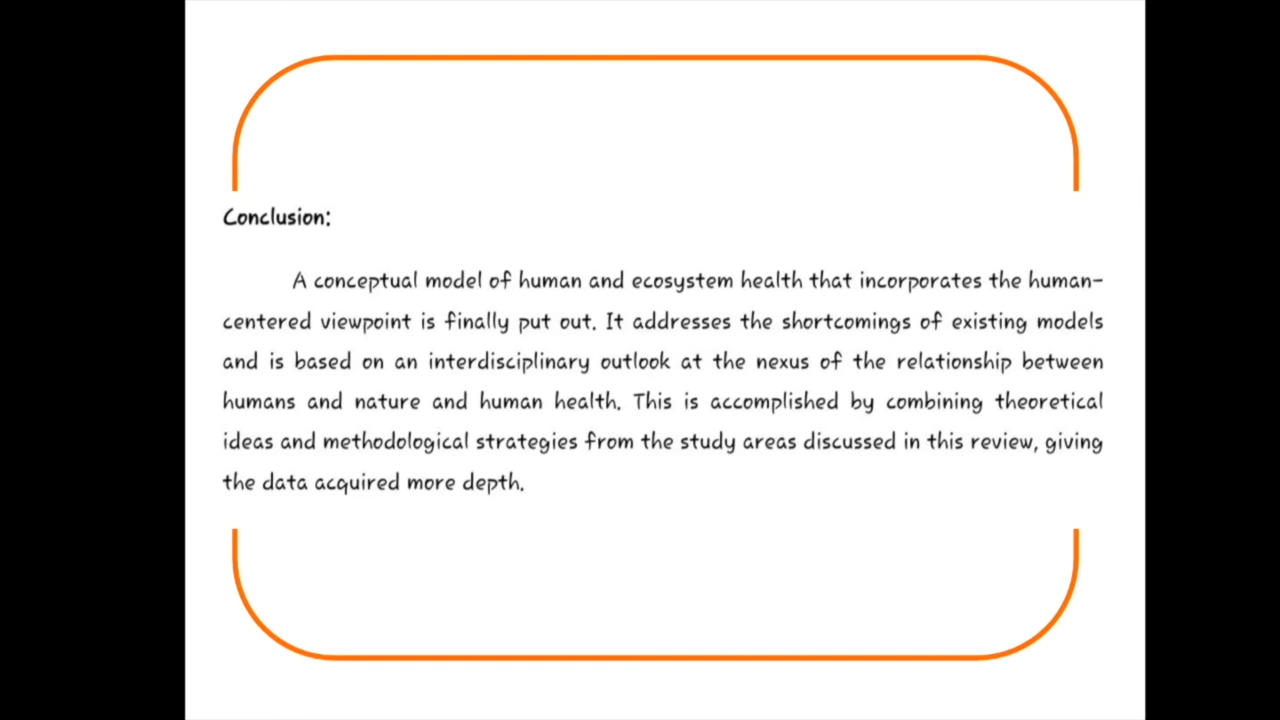 Conclusion:
A conceptual model of human and ecosystem health that incorporates the human-
centered viewpoint is finally put out. It addresses the shortcomings of existing models
and is based on an interdisciplinary outlook at the nexus of the relationship between
humans and nature and human health. This is accomplished by combining theoretical
ideas and methodological strategies from the study areas discussed in this review, giving
the data acquired more depth.